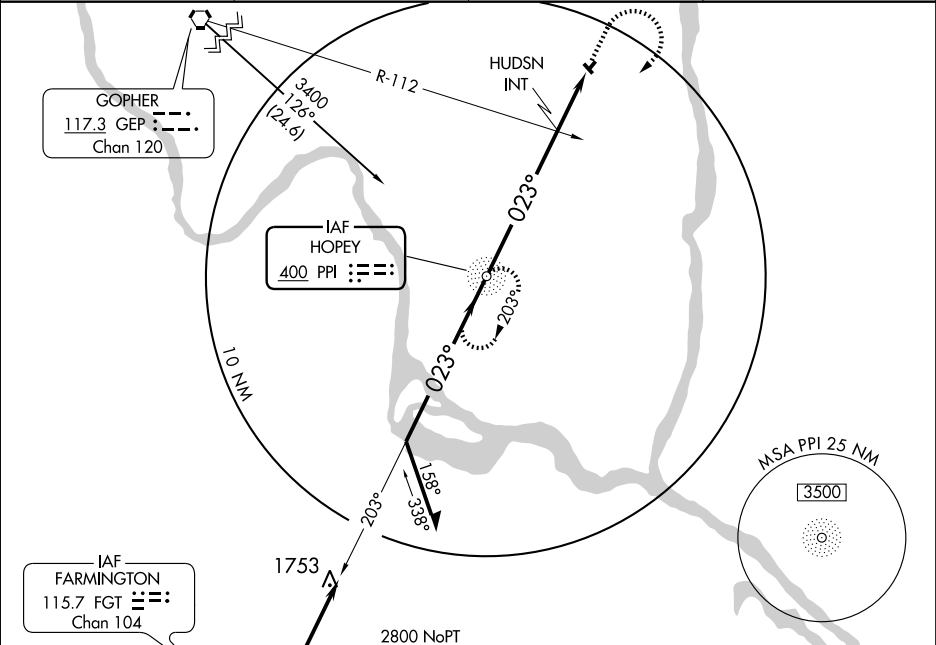 HUDSN
INT
R-112
3400
126°
(24.6)
GOPHER
117.3 GEP
Chan 120
023°
IAF
HOPEY
400 PPI
203°
023°
10 NM
158°
338°
203°
MSA PPI 25 NM
3500
1753
IAF
FARMINGTON
115.7 FGT
Chan 104
2800 NoPT